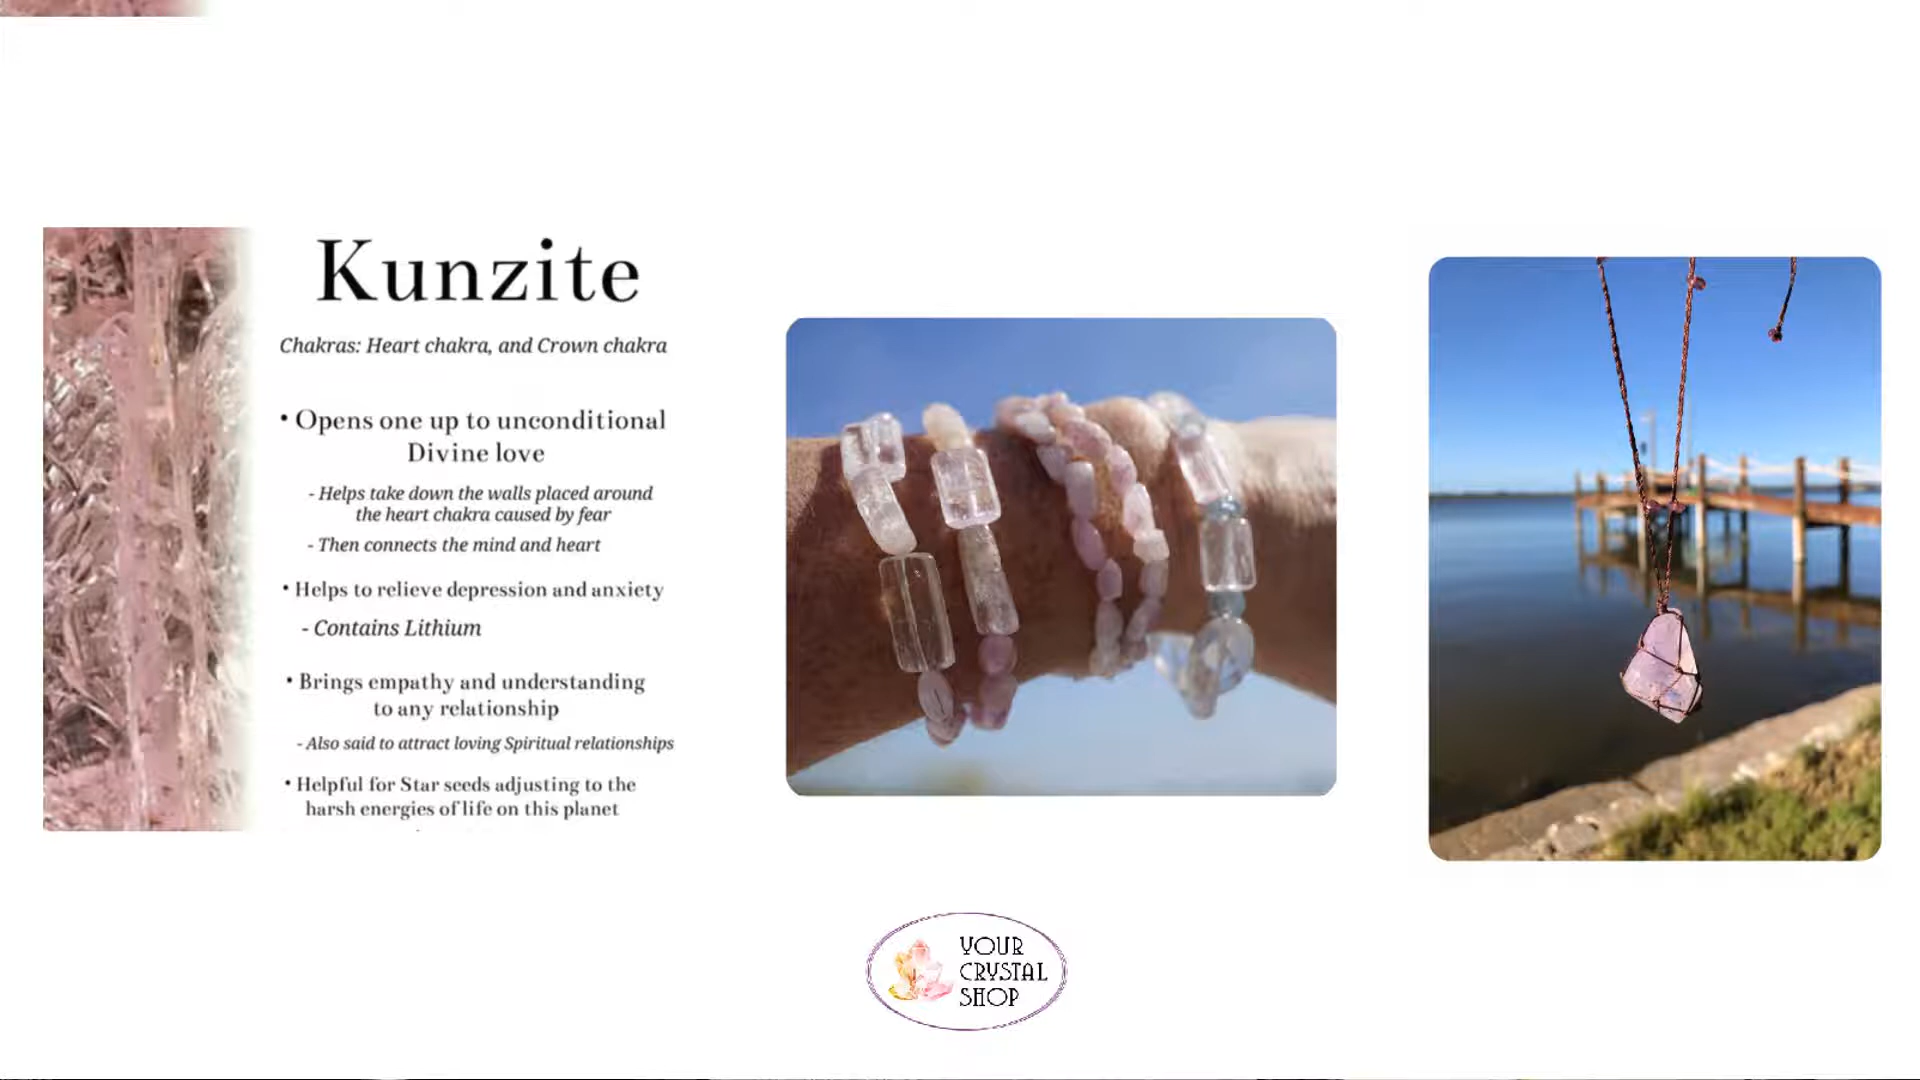 Kunzite
Chakras: Heart chakra, and Crown chakra
• Opens one up to unconditional
Divine love
- Helps take down the walls placed around
the heart chakra caused by fear
- Then connects the mind and heart
• Helps to relieve depression and anxiety
- Contains Lithium
• Brings empathy and understanding
to any relationship
- Also said to attract loving Spiritual relationships
• Helpful for Star seeds adjusting to the
harsh energies of life on this planet
YOUR
CRYSTAL
SHOP